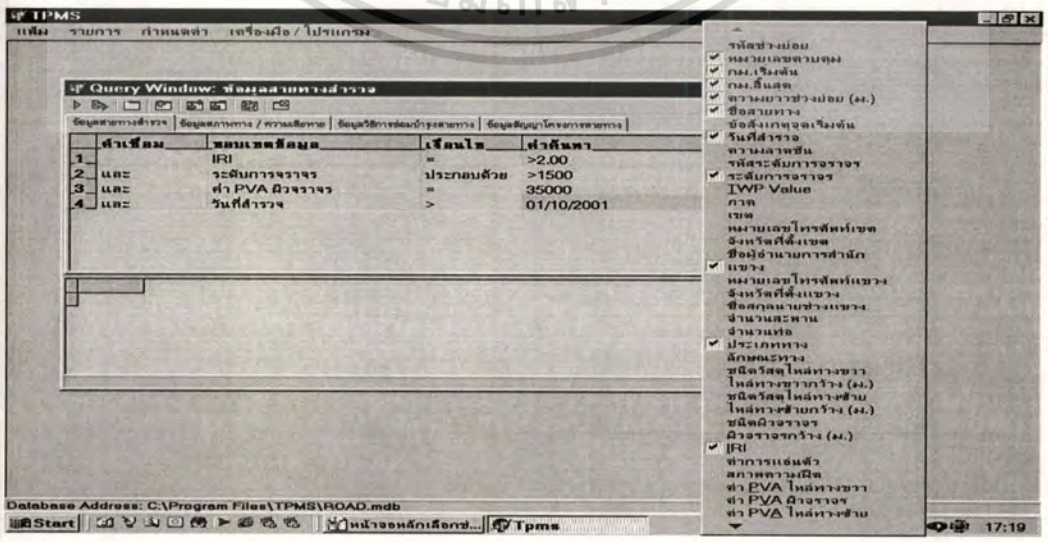 TPMS
แฟ้ม รายการ กำหนดค่า เครื่องมือ / โปรแกรม
Query Window: ข้อมูลสายทางสำรวจ
ข้อมูลสายทางสำรวจ ข้อมูลสภาพทาง / ความเสียหาย ข้อมูลวิธีการซ่อมบำรุงสายทาง ข้อมูลสัญญาโครงการสายทาง
คำเชื่อม ขอบเขตข้อมูล เงื่อนไข คำค้นหา
1 IRI = >2.00
2 และ ระดับการจราจร ประกอบด้วย >1500
3 และ ค่า PVA ผิวจราจร = 35000
4 และ วันที่สำรวจ > 01/10/2001
รหัสช่วงย่อย
หมายเลขควบคุม
กม.เริ่มต้น
กม.สิ้นสุด
ความยาวช่วงย่อย (ม.)
ชื่อสายทาง
ข้อสังเกตจุดเริ่มต้น
วันที่สำรวจ
ความลาดชัน
รหัสระดับการจราจร
ระดับการจราจร
IWP Value
ภาค
เขต
หมายเลขโทรศัพท์เขต
จังหวัดที่ตั้งเขต
ชื่อผู้อำนวยการสำนัก
แขวง
หมายเลขโทรศัพท์แขวง
จังหวัดที่ตั้งแขวง
ชื่อสกุลนายช่างแขวง
จำนวนสะพาน
จำนวนท่อ
ประเภททาง
ลักษณะทาง
ชนิดวัสดุไหล่ทางขวา
ไหล่ทางขวากว้าง (ม.)
ชนิดวัสดุไหล่ทางซ้าย
ไหล่ทางซ้ายกว้าง (ม.)
ชนิดผิวจราจร
ผิวจราจรกว้าง (ม.)
IRI
ค่าการแอ่นตัว
สภาพความฝืด
ค่า PVA ไหล่ทางขวา
ค่า PVA ผิวจราจร
ค่า PVA ไหล่ทางซ้าย
Database Address: C:\Program Files\TPMS\ROAD.mdb
Start หน้าจอหลักเลือกช่... Tpms 17:19